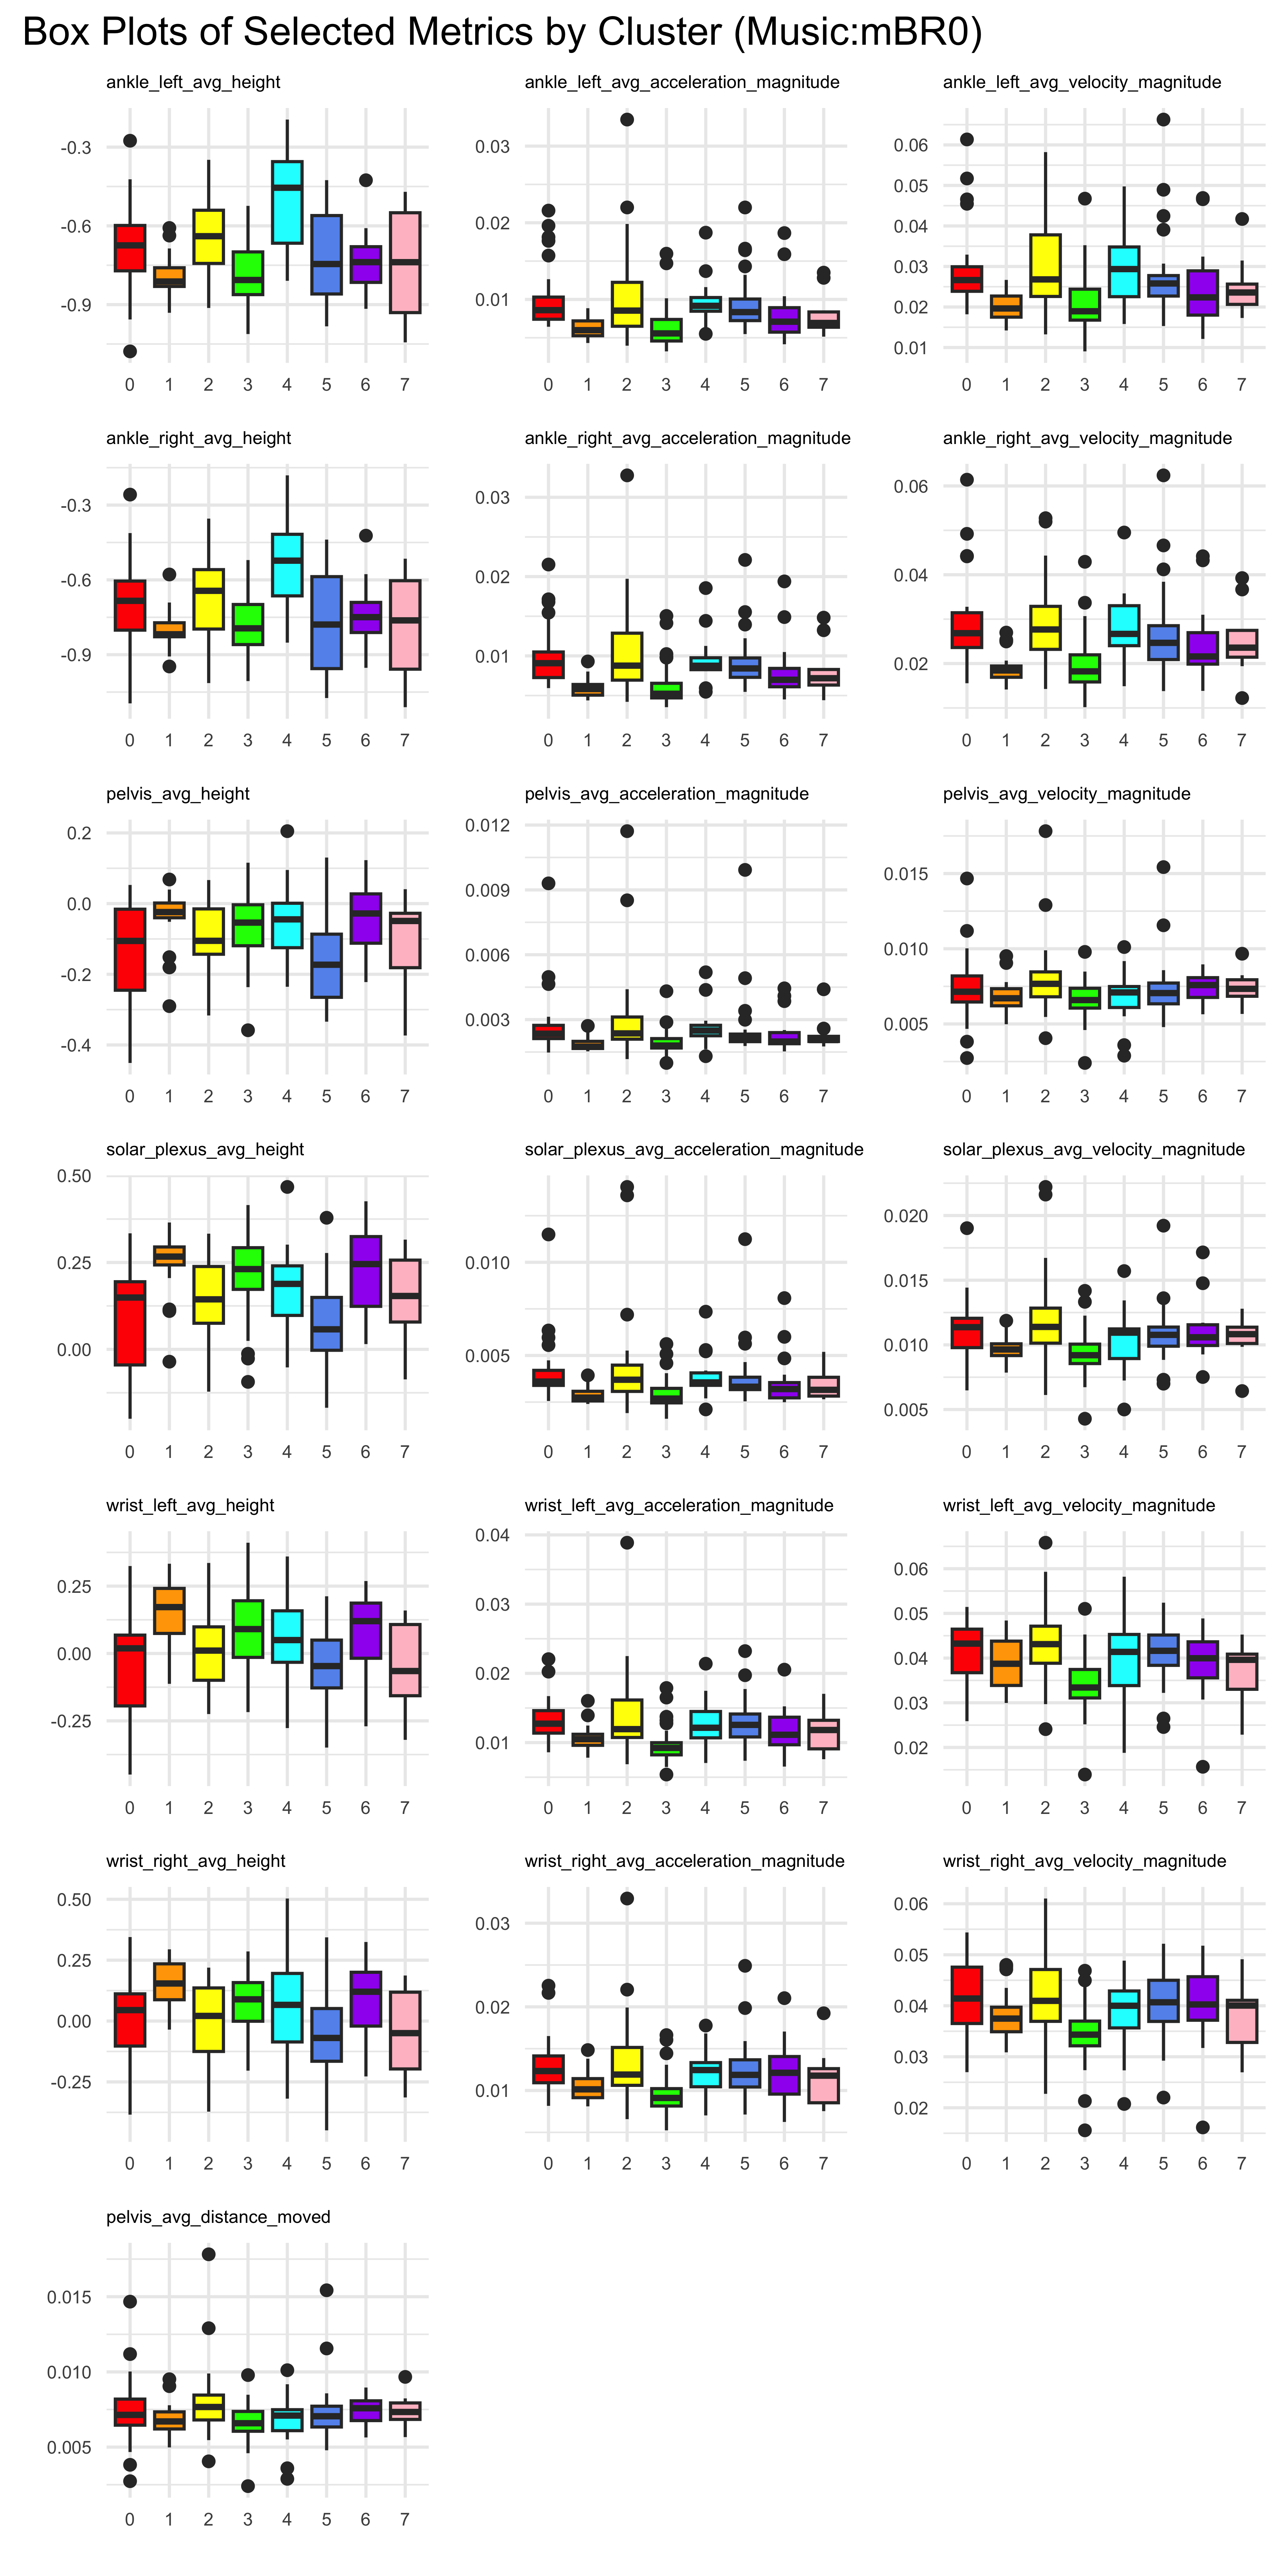 Box Plots of Selected Metrics by Cluster (Music:mBR0)
ankle_left_avg_height
-0.3
-0.6
-0.9
0 1 2 3 4 5 6 7
ankle_left_avg_acceleration_magnitude
0.03
0.02
0.01
0 1 2 3 4 5 6 7
ankle_left_avg_velocity_magnitude
0.06
0.05
0.04
0.03
0.02
0.01
0 1 2 3 4 5 6 7
ankle_right_avg_height
-0.3
-0.6
-0.9
0 1 2 3 4 5 6 7
ankle_right_avg_acceleration_magnitude
0.03
0.02
0.01
0 1 2 3 4 5 6 7
ankle_right_avg_velocity_magnitude
0.06
0.04
0.02
0 1 2 3 4 5 6 7
pelvis_avg_height
0.2
0.0
-0.2
-0.4
0 1 2 3 4 5 6 7
pelvis_avg_acceleration_magnitude
0.012
0.009
0.006
0.003
0 1 2 3 4 5 6 7
pelvis_avg_velocity_magnitude
0.015
0.010
0.005
0 1 2 3 4 5 6 7
solar_plexus_avg_height
0.50
0.25
0.00
0 1 2 3 4 5 6 7
solar_plexus_avg_acceleration_magnitude
0.010
0.005
0 1 2 3 4 5 6 7
solar_plexus_avg_velocity_magnitude
0.020
0.015
0.010
0.005
0 1 2 3 4 5 6 7
wrist_left_avg_height
0.25
0.00
-0.25
0 1 2 3 4 5 6 7
wrist_left_avg_acceleration_magnitude
0.04
0.03
0.02
0.01
0 1 2 3 4 5 6 7
wrist_left_avg_velocity_magnitude
0.06
0.05
0.04
0.03
0.02
0 1 2 3 4 5 6 7
wrist_right_avg_height
0.50
0.25
0.00
-0.25
0 1 2 3 4 5 6 7
wrist_right_avg_acceleration_magnitude
0.03
0.02
0.01
0 1 2 3 4 5 6 7
wrist_right_avg_velocity_magnitude
0.06
0.05
0.04
0.03
0.02
0 1 2 3 4 5 6 7
pelvis_avg_distance_moved
0.015
0.010
0.005
0 1 2 3 4 5 6 7